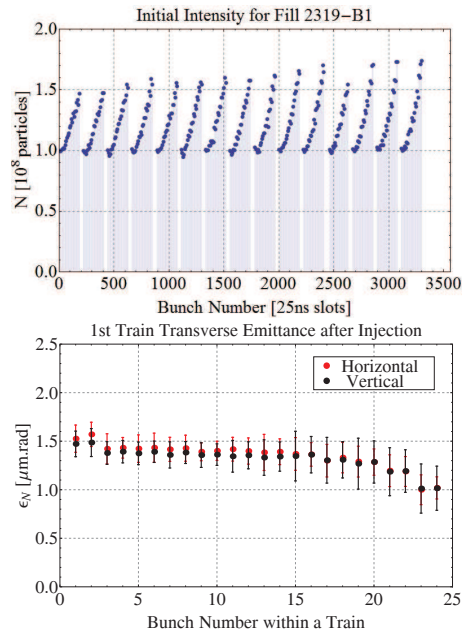 Initial Intensity for Fill 2319-B1
N [10⁸ particles]
2.0
1.5
1.0
0.5
0.0
0 500 1000 1500 2000 2500 3000 3500
Bunch Number [25ns slots]
1st Train Transverse Emittance after Injection
Horizontal
Vertical
ϵN [μm.rad]
2.5
2.0
1.5
1.0
0.5
0.0
0 5 10 15 20 25
Bunch Number within a Train